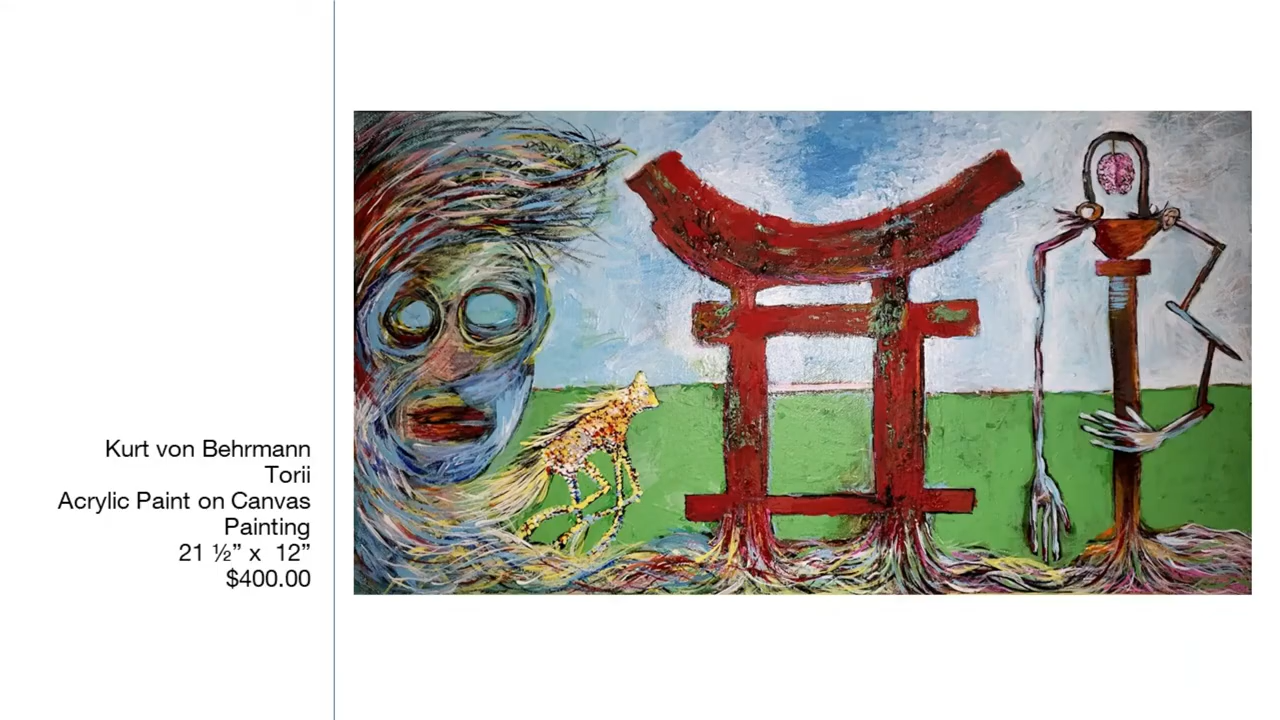 Kurt von Behrmann
Torii
Acrylic Paint on Canvas
Painting
21 ½” x  12”
$400.00